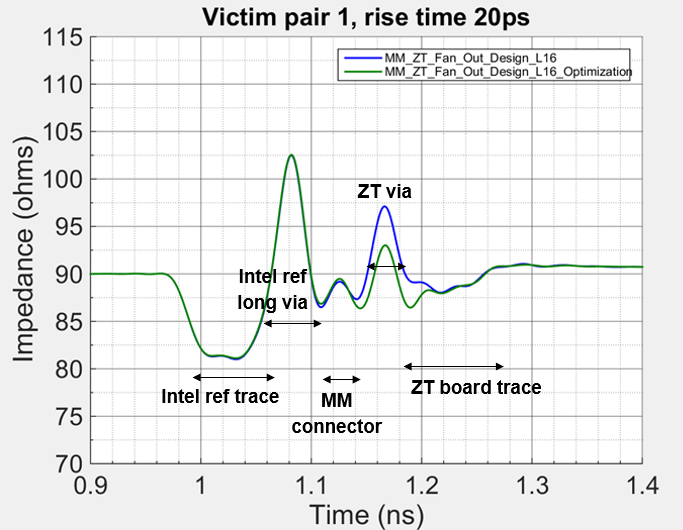 Victim pair 1, rise time 20ps
115
110
105
100
95
90
85
80
75
70
Impedance (ohms)
MM_ZT_Fan_Out_Design_L16
MM_ZT_Fan_Out_Design_L16_Optimization
ZT via
Intel ref
long via
Intel ref trace
MM
connector
ZT board trace
0.9
1
1.1
1.2
1.3
1.4
Time (ns)